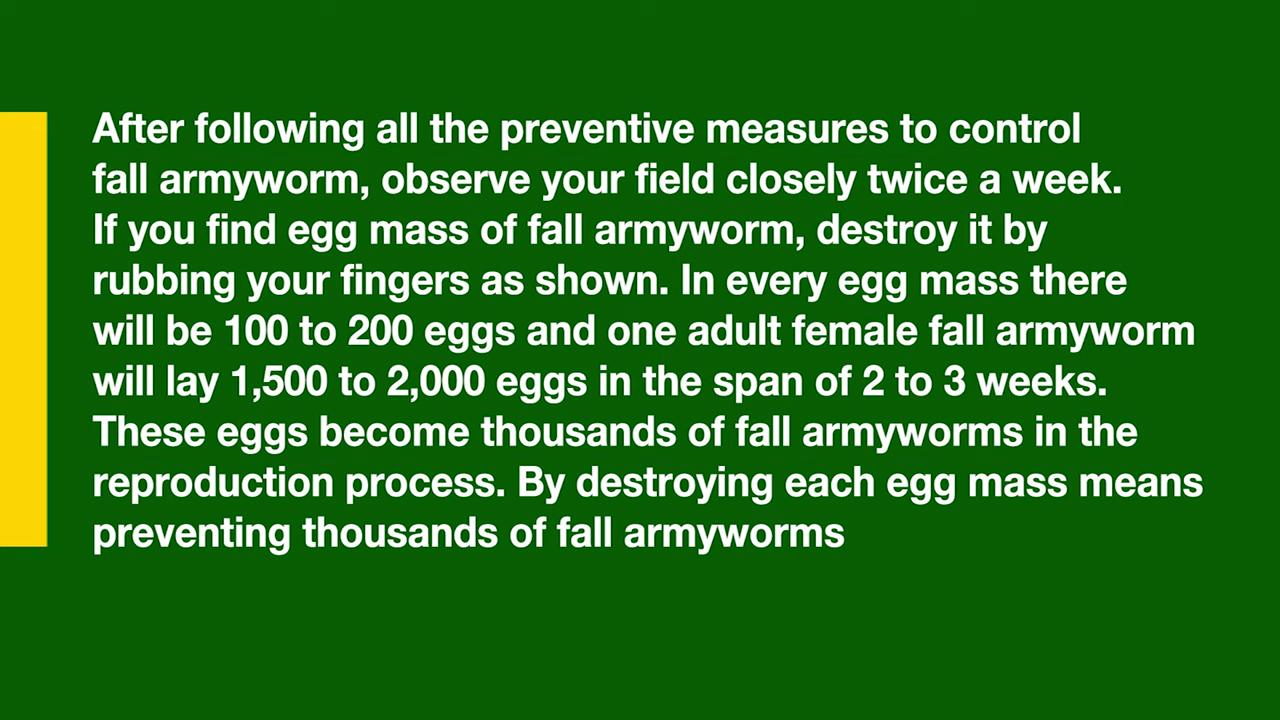 After following all the preventive measures to control
fall armyworm, observe your field closely twice a week.
If you find egg mass of fall armyworm, destroy it by
rubbing your fingers as shown. In every egg mass there
will be 100 to 200 eggs and one adult female fall armyworm
will lay 1,500 to 2,000 eggs in the span of 2 to 3 weeks.
These eggs become thousands of fall armyworms in the
reproduction process. By destroying each egg mass means
preventing thousands of fall armyworms